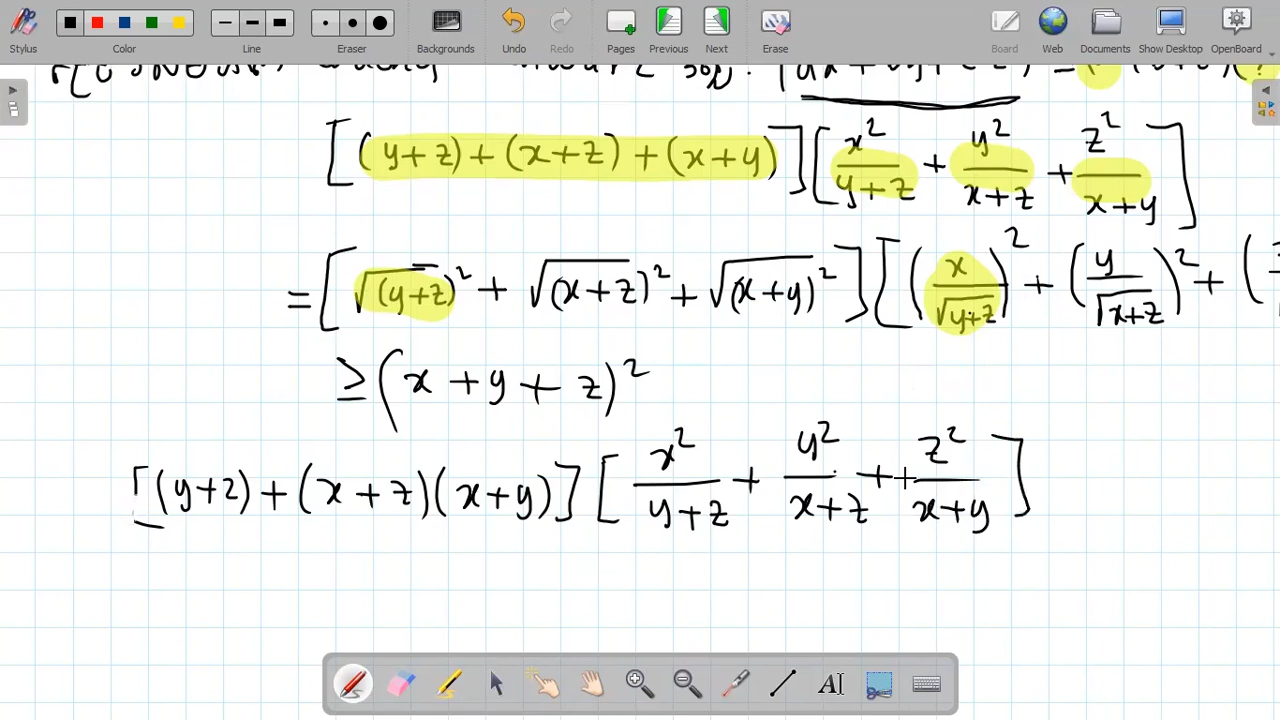 Stylus Color Line Eraser Backgrounds Undo Redo Pages Previous Next Erase Board Web Documents Show Desktop OpenBoard
[(y+z)+(x+z)+(x+y)][x²/(y+z) + y²/(x+z) + z²/(x+y)]
=[√(y+z)² + √(x+z)² + √(x+y)²][(x/√(y+z))² + (y/√(x+z))² + (
≥(x+y+z)²
[(y+z)+(x+z)(x+y)][x²/(y+z) + y²/(x+z) + + z²/(x+y)]